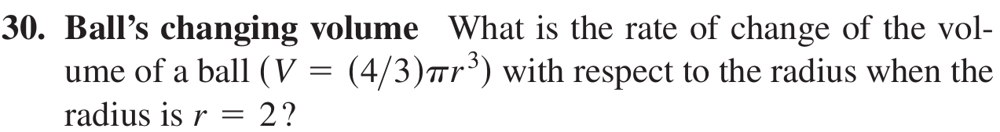 30. Ball's changing volume What is the rate of change of the vol-
ume of a ball (V = (4/3)πr³) with respect to the radius when the
radius is r = 2?